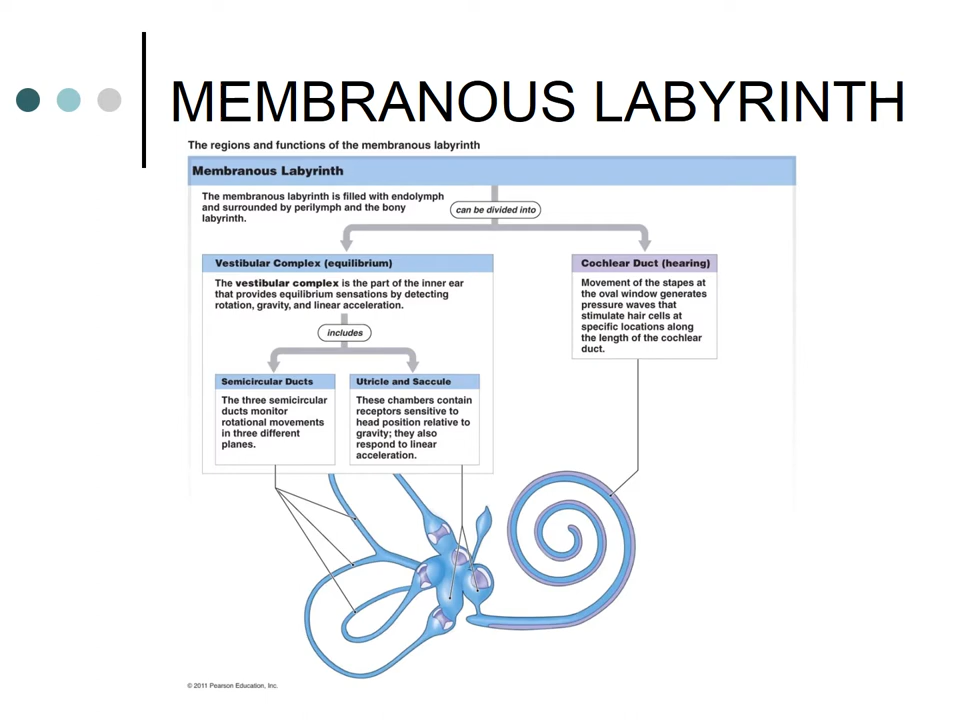 MEMBRANOUS LABYRINTH
The regions and functions of the membranous labyrinth
Membranous Labyrinth
The membranous labyrinth is filled with endolymph
and surrounded by perilymph and the bony
labyrinth.
can be divided into
Vestibular Complex (equilibrium)
The vestibular complex is the part of the inner ear
that provides equilibrium sensations by detecting
rotation, gravity, and linear acceleration.
includes
Semicircular Ducts
The three semicircular
ducts monitor
rotational movements
in three different
planes.
Utricle and Saccule
These chambers contain
receptors sensitive to
head position relative to
gravity; they also
respond to linear
acceleration.
Cochlear Duct (hearing)
Movement of the stapes at
the oval window generates
pressure waves that
stimulate hair cells at
specific locations along
the length of the cochlear
duct.
© 2011 Pearson Education, Inc.